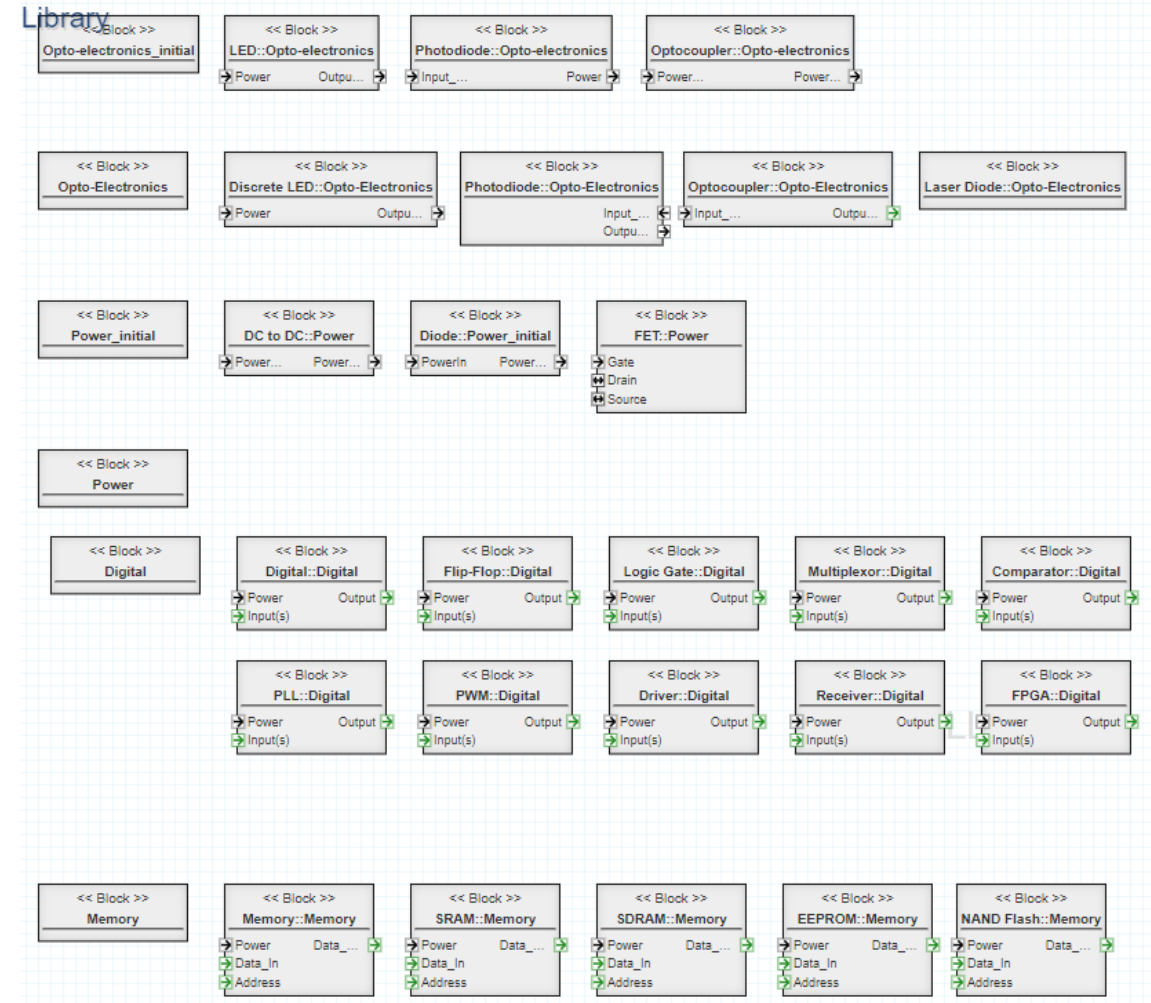 Library
<< Block >>
Opto-electronics_initial
<< Block >>
LED::Opto-electronics
Power Outpu...
<< Block >>
Photodiode::Opto-electronics
Input_... Power
<< Block >>
Optocoupler::Opto-electronics
Power... Power...
<< Block >>
Opto-Electronics
<< Block >>
Discrete LED::Opto-Electronics
Power Outpu...
<< Block >>
Photodiode::Opto-Electronics
Input_...
Outpu...
<< Block >>
Optocoupler::Opto-Electronics
Input_... Outpu...
<< Block >>
Laser Diode::Opto-Electronics
<< Block >>
Power_initial
<< Block >>
DC to DC::Power
Power... Power...
<< Block >>
Diode::Power_initial
PowerIn Power...
<< Block >>
FET::Power
Gate
Drain
Source
<< Block >>
Power
<< Block >>
Digital
<< Block >>
Digital::Digital
Power Output
Input(s)
<< Block >>
Flip-Flop::Digital
Power Output
Input(s)
<< Block >>
Logic Gate::Digital
Power Output
Input(s)
<< Block >>
Multiplexor::Digital
Power Output
Input(s)
<< Block >>
Comparator::Digital
Power Output
Input(s)
<< Block >>
PLL::Digital
Power Output
Input(s)
<< Block >>
PWM::Digital
Power Output
Input(s)
<< Block >>
Driver::Digital
Power Output
Input(s)
<< Block >>
Receiver::Digital
Power Output
Input(s)
<< Block >>
FPGA::Digital
Power Output
Input(s)
<< Block >>
Memory
<< Block >>
Memory::Memory
Power Data_...
Data_In
Address
<< Block >>
SRAM::Memory
Power Data_...
Data_In
Address
<< Block >>
SDRAM::Memory
Power Data_...
Data_In
Address
<< Block >>
EEPROM::Memory
Power Data_...
Data_In
Address
<< Block >>
NAND Flash::Memory
Power Data_...
Data_In
Address